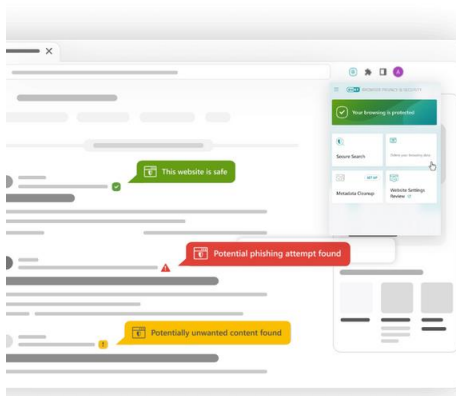 A
eset BROWSER PRIVACY & SECURITY
Your browsing is protected
This website is safe
Secure Search
SET UP
Metadata Cleanup
Website Settings
Review
Potential phishing attempt found
Potentially unwanted content found